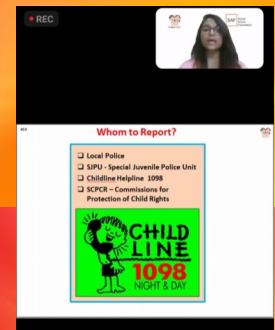 REC
SAF
Whom to Report?
Local Police
SJPU - Special Juvenile Police Unit
Childline Helpline 1098
SCPCR – Commissions for
Protection of Child Rights
CHILD
LINE
1098
NIGHT & DAY